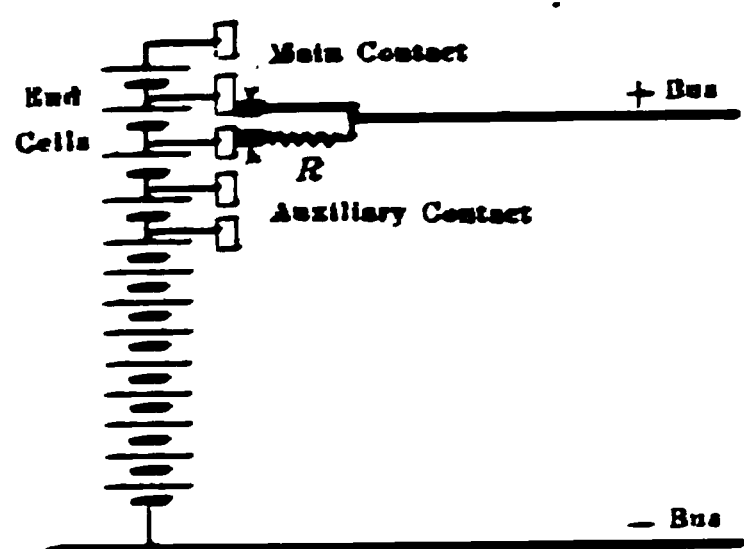 Main Contact
End
+ Bus
Cells
R
Auxiliary Contact
— Bus